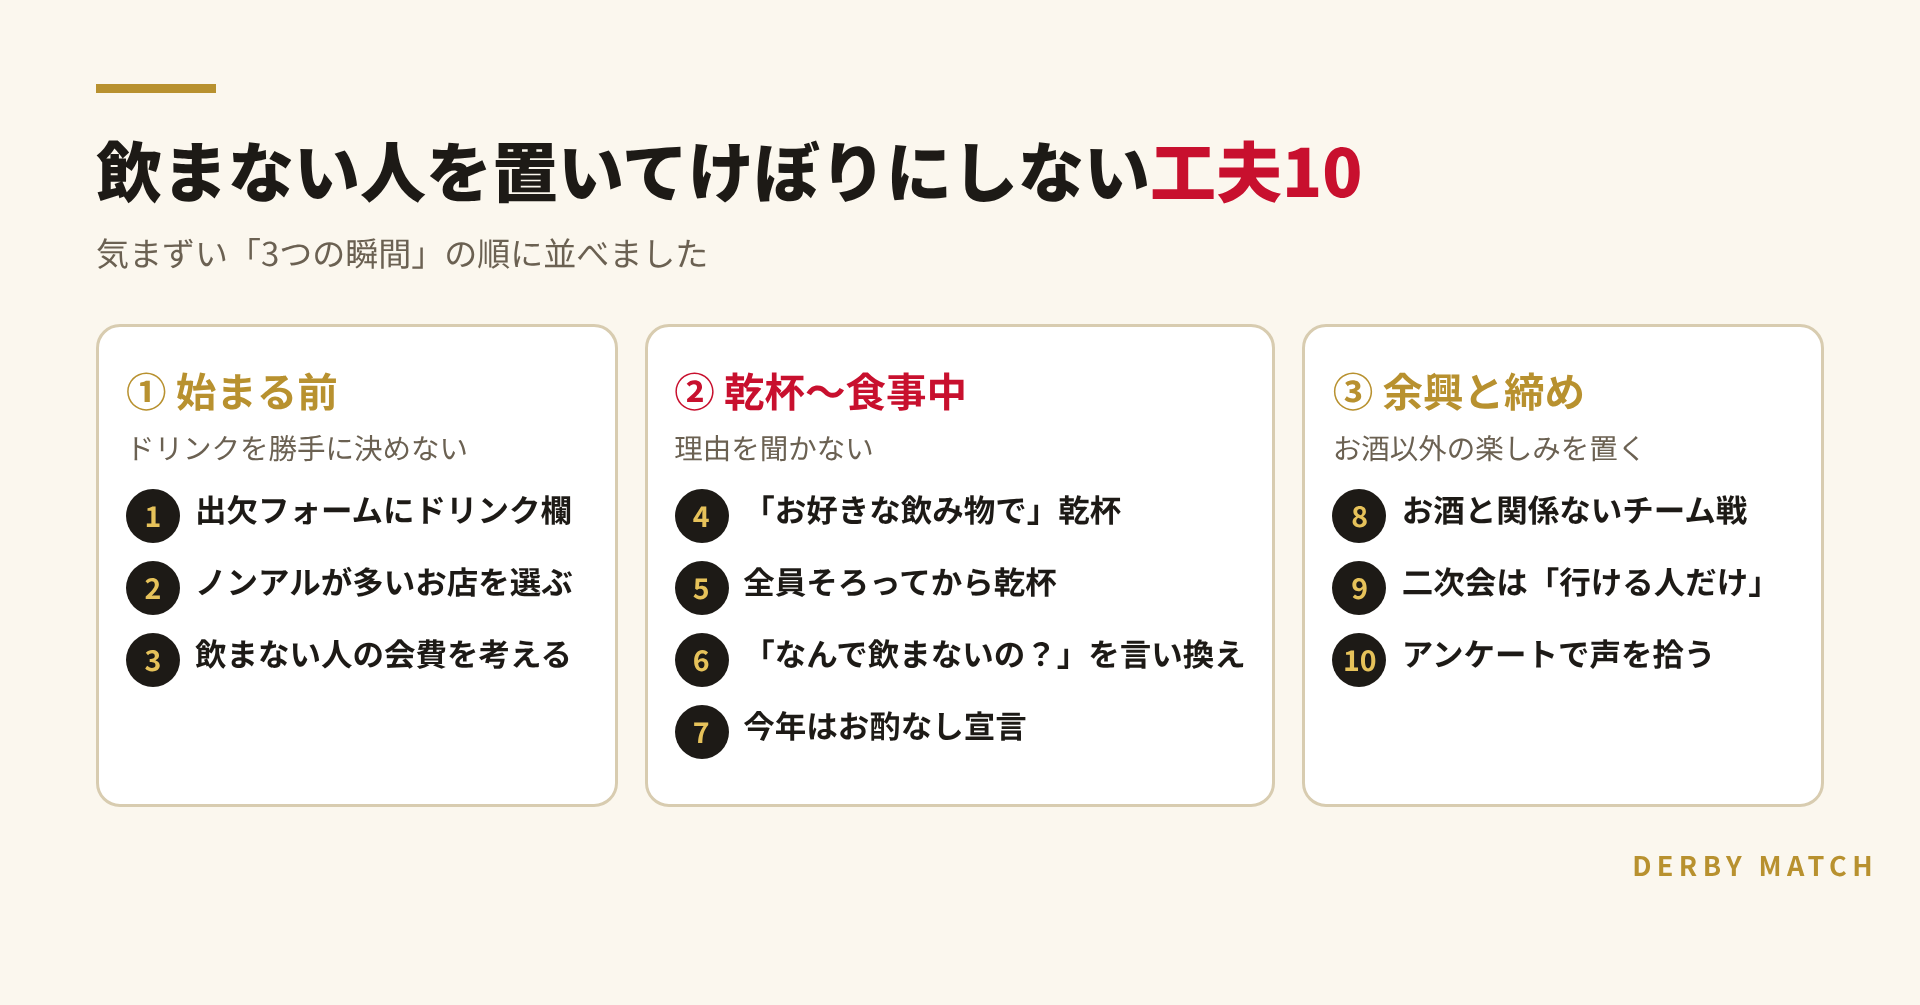 飲まない人を置いてけぼりにしない工夫10
気まずい「3つの瞬間」の順に並べました
① 始まる前
ドリンクを勝手に決めない
1 出欠フォームにドリンク欄
2 ノンアルが多いお店を選ぶ
3 飲まない人の会費を考える
② 乾杯〜食事中
理由を聞かない
4 「お好きな飲み物で」乾杯
5 全員そろってから乾杯
6 「なんで飲まないの？」を言い換え
7 今年はお酌なし宣言
③ 余興と締め
お酒以外の楽しみを置く
8 お酒と関係ないチーム戦
9 二次会は「行ける人だけ」
10 アンケートで声を拾う
DERBY MATCH